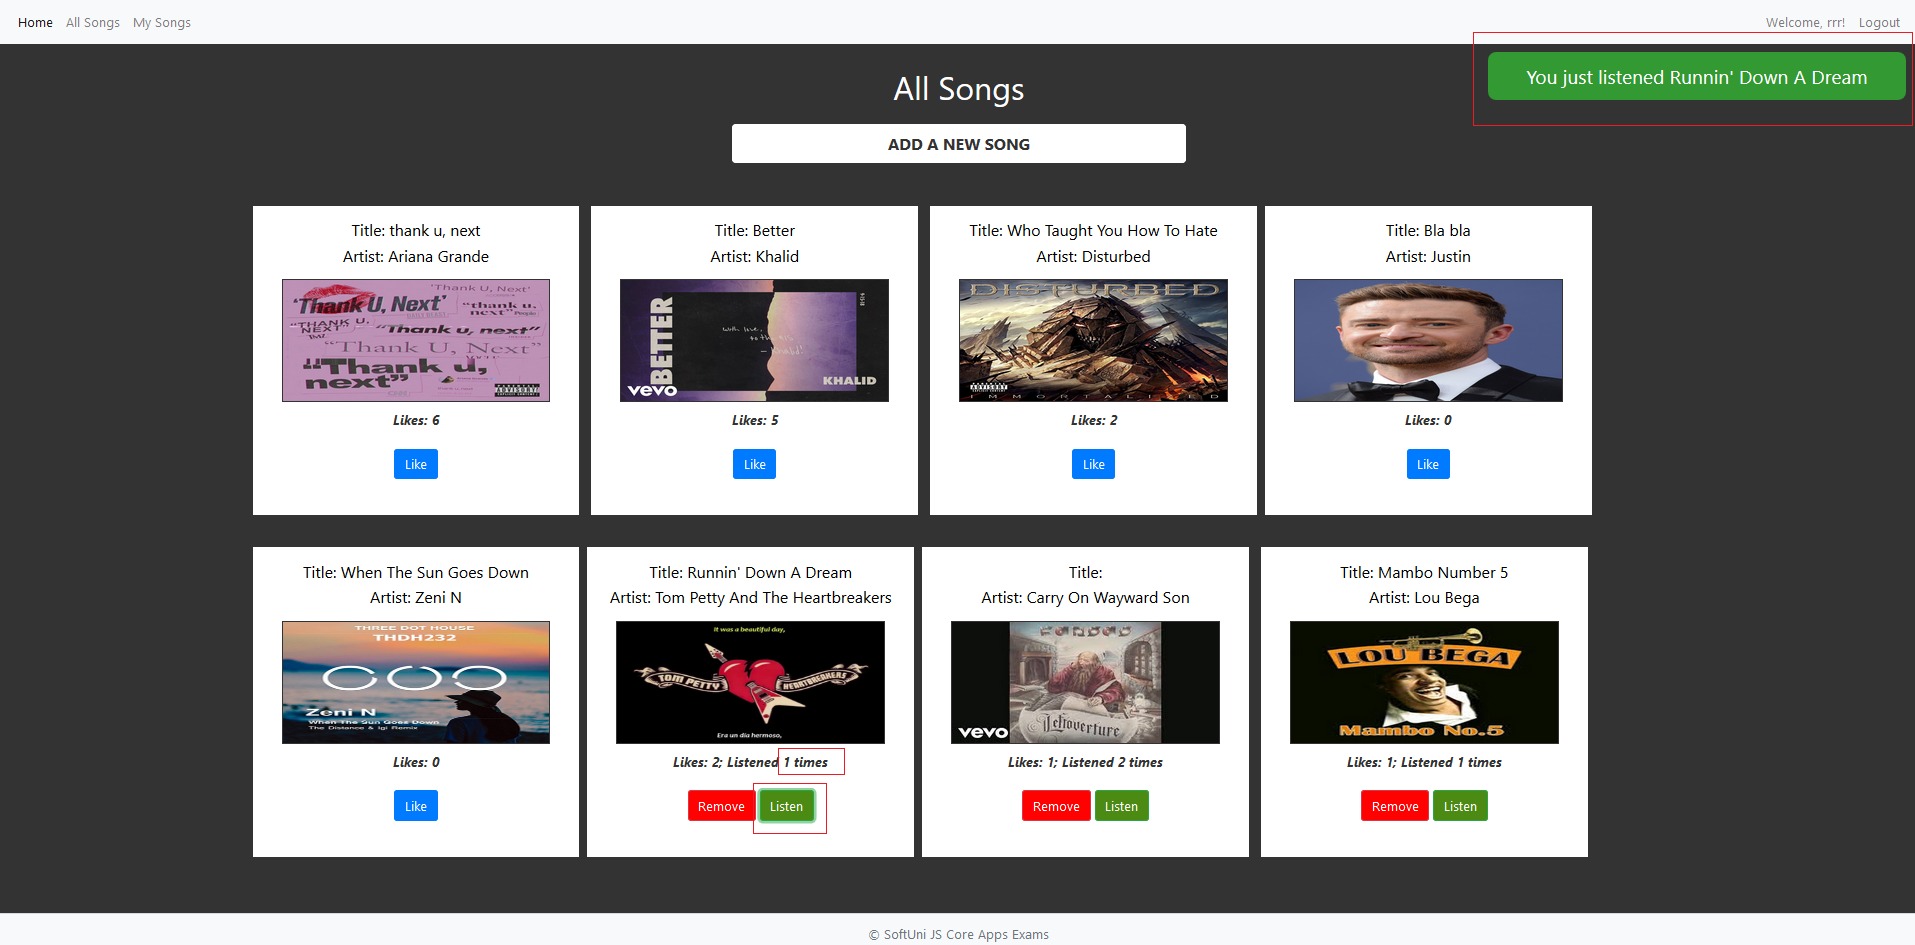 Home All Songs My Songs Welcome, rrr! Logout
You just listened Runnin' Down A Dream
All Songs
ADD A NEW SONG
Title: thank u, next
Artist: Ariana Grande
'Thank U, Next'
"Thank u, next"
"Thank U, Next"
"Thank u,
next"
Likes: 6
Like
Title: Better
Artist: Khalid
BETTER
KHALID
vevo
Likes: 5
Like
Title: Who Taught You How To Hate
Artist: Disturbed
DISTURBED
IMMORTALIZED
Likes: 2
Like
Title: Bla bla
Artist: Justin
Likes: 0
Like
Title: When The Sun Goes Down
Artist: Zeni N
THREE DOT HOUSE
THDH232
Zeni N
When The Sun Goes Down
The Distance & Igi Remix
Likes: 0
Like
Title: Runnin' Down A Dream
Artist: Tom Petty And The Heartbreakers
It was a beautiful day,
TOM PETTY HEARTBREAKERS
Era un día hermoso,
Likes: 2; Listened 1 times
Remove Listen
Title:
Artist: Carry On Wayward Son
KANSAS
Leftoverture
vevo
Likes: 1; Listened 2 times
Remove Listen
Title: Mambo Number 5
Artist: Lou Bega
LOU BEGA
Mambo No.5
Likes: 1; Listened 1 times
Remove Listen
© SoftUni JS Core Apps Exams